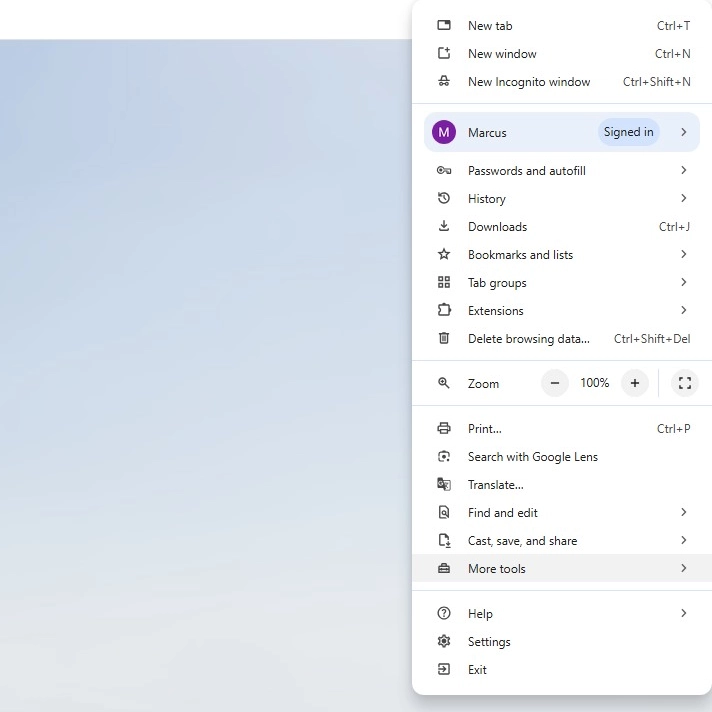 New tab Ctrl+T
New window Ctrl+N
New Incognito window Ctrl+Shift+N
M Marcus Signed in
Passwords and autofill
History
Downloads Ctrl+J
Bookmarks and lists
Tab groups
Extensions
Delete browsing data... Ctrl+Shift+Del
Zoom − 100% +
Print... Ctrl+P
Search with Google Lens
Translate...
Find and edit
Cast, save, and share
More tools
Help
Settings
Exit